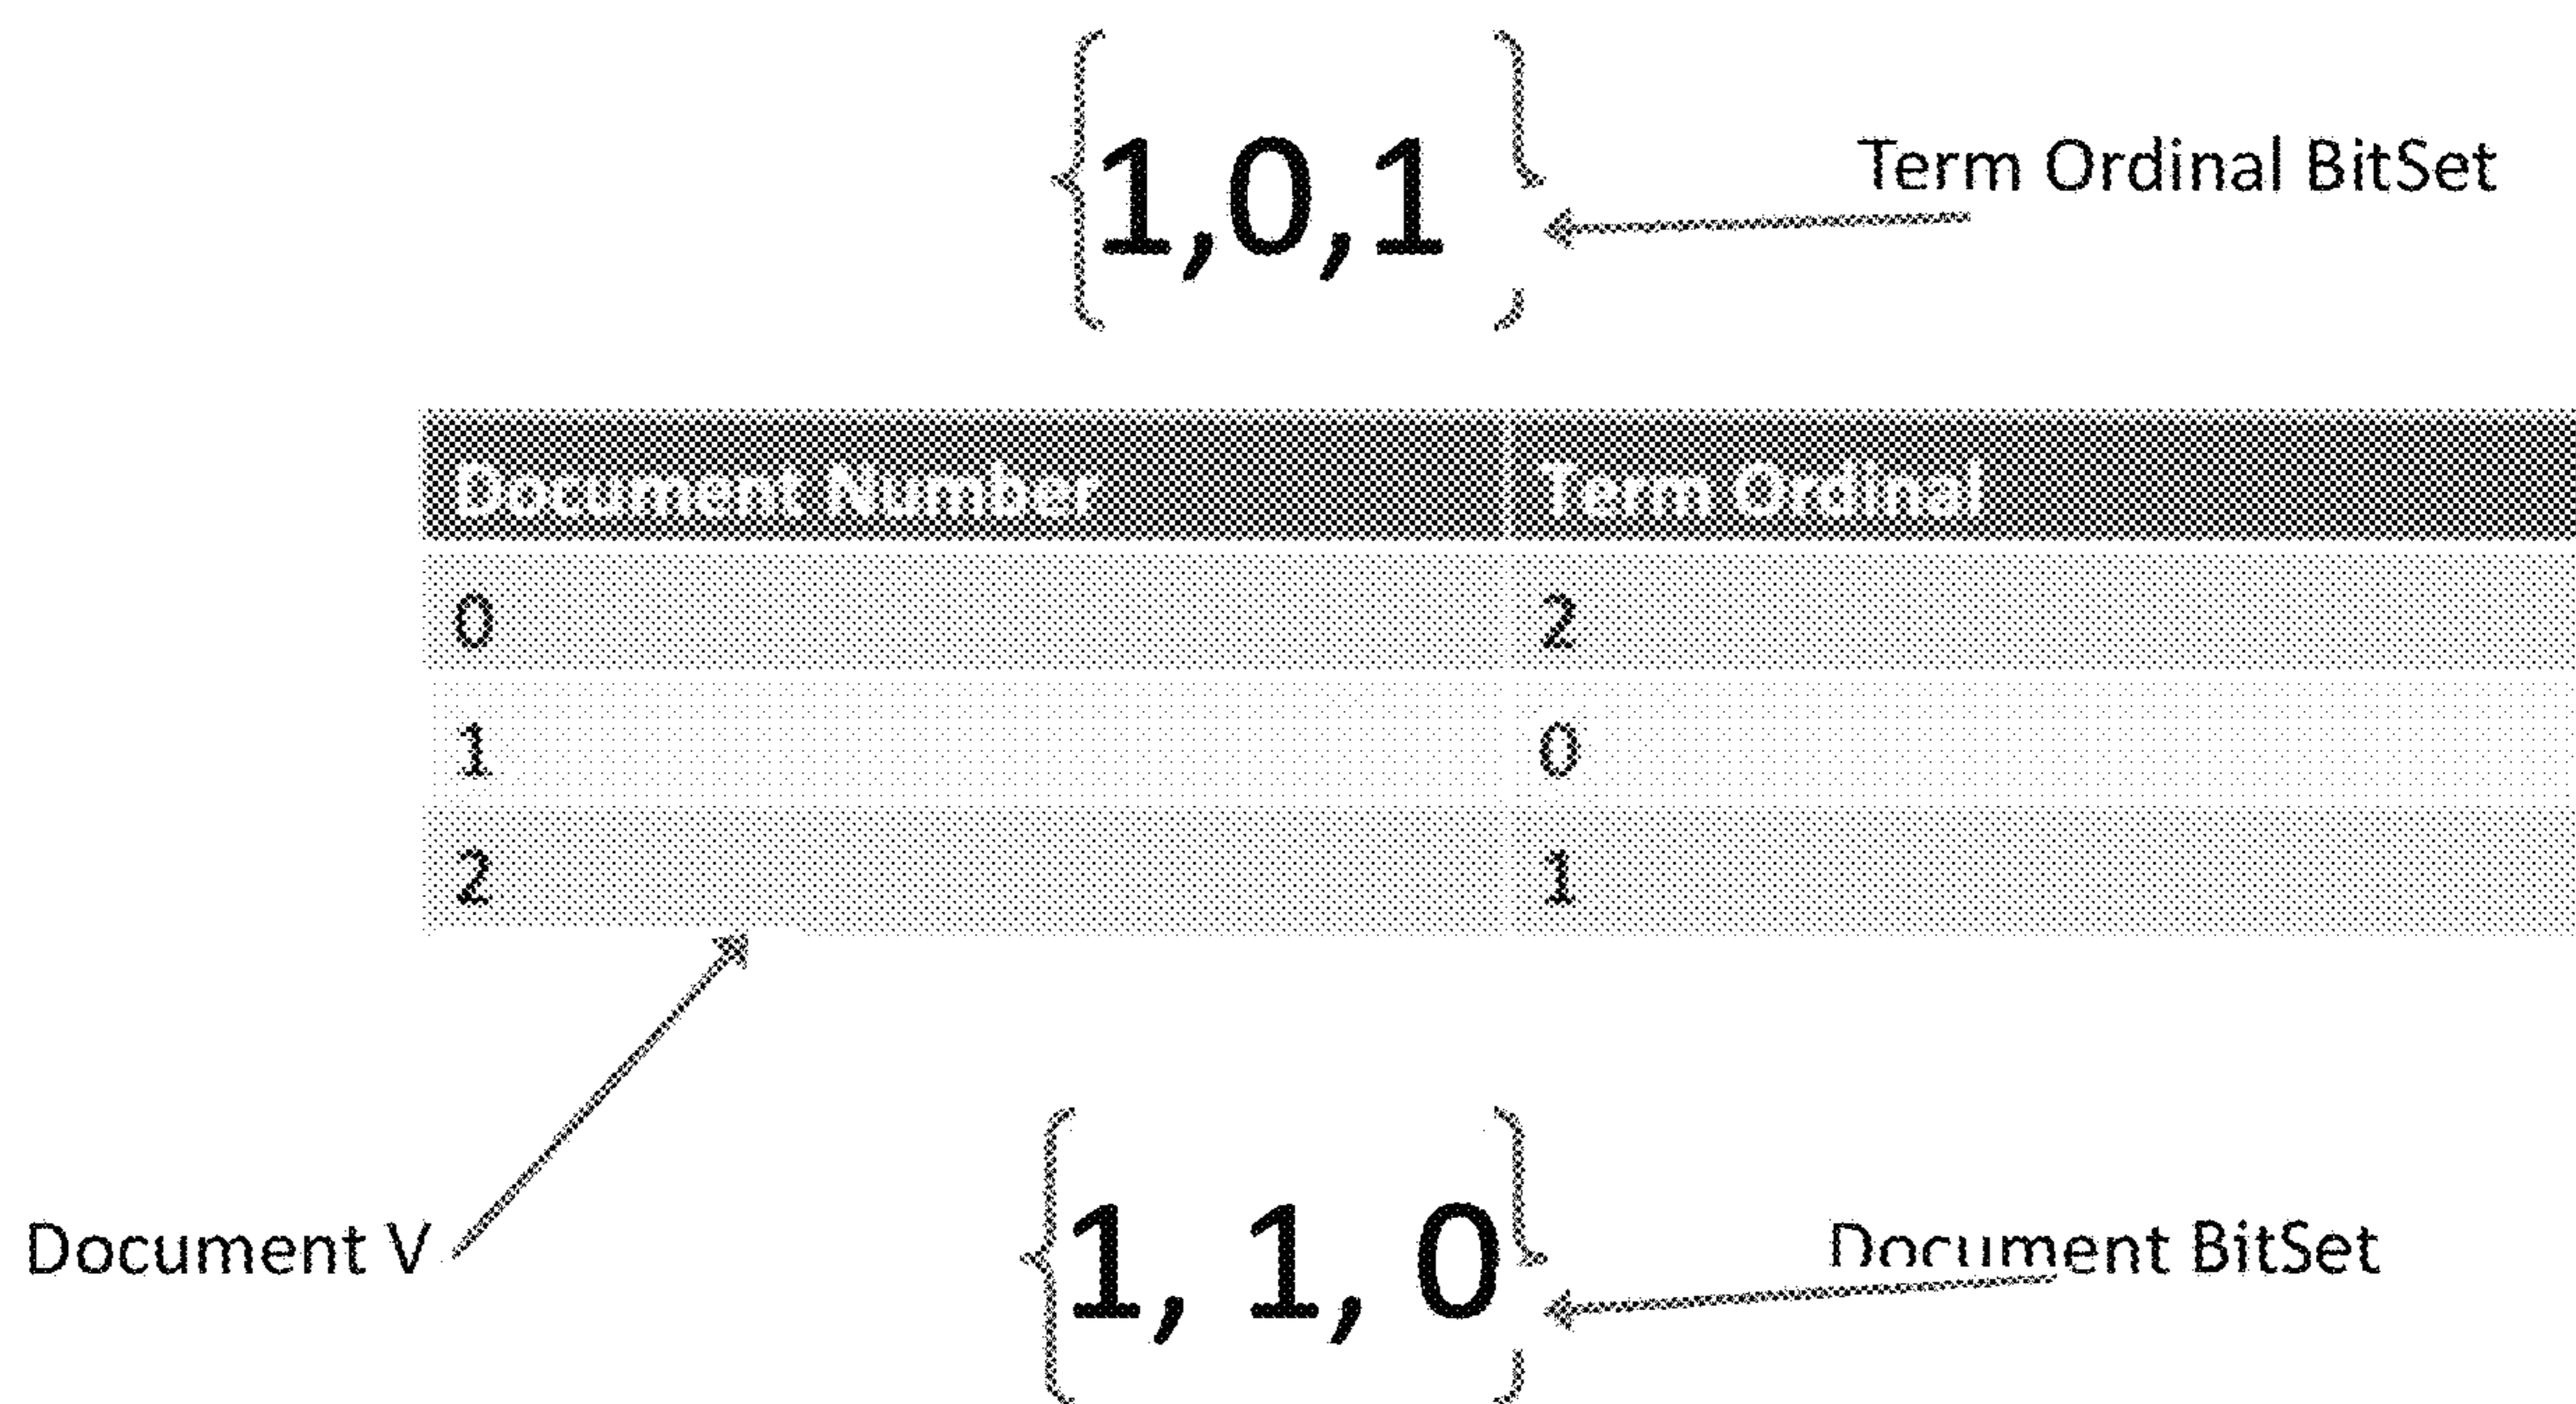 1,0,1
Term Ordinal BitSet
Document Number Term Ordinal
0 2
1 0
2 1
Document V
1, 1, 0
Document BitSet